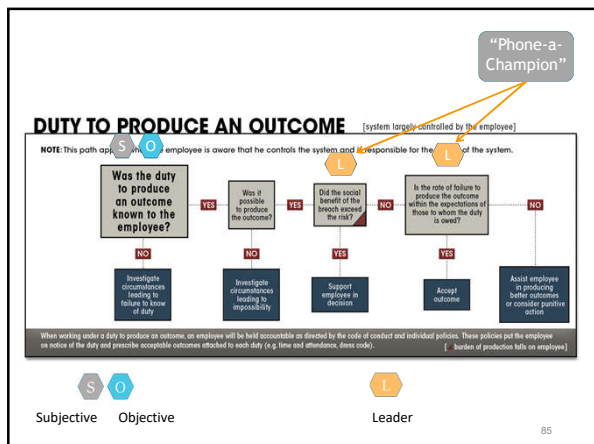 “Phone-a-
Champion”
DUTY TO PRODUCE AN OUTCOME [system largely controlled by the employee]
S O L L
NOTE: This path app employee is aware that he controls the system and is responsible for the of the system.
Was the duty
to produce
an outcome
known to the
employee?
YES
Was it
possible
to produce
the outcome?
YES
Did the social
benefit of the
breach exceed
the risk?
NO
Is the rate of failure to
produce the outcome
within the expectations of
those to whom the duty
is owed?
NO
NO
NO
YES
YES
Investigate
circumstances
leading to
failure to know
of duty
Investigate
circumstances
leading to
impossibility
Support
employee in
decision
Accept
outcome
Assist employee
in producing
better outcomes
or consider punitive
action
When working under a duty to produce an outcome, an employee will be held accountable as directed by the code of conduct and individual policies. These policies put the employee
on notice of the duty and prescribe acceptable outcomes attached to each duty (e.g. time and attendance, dress code). [ burden of production falls on employee]
S O L
Subjective Objective Leader
85